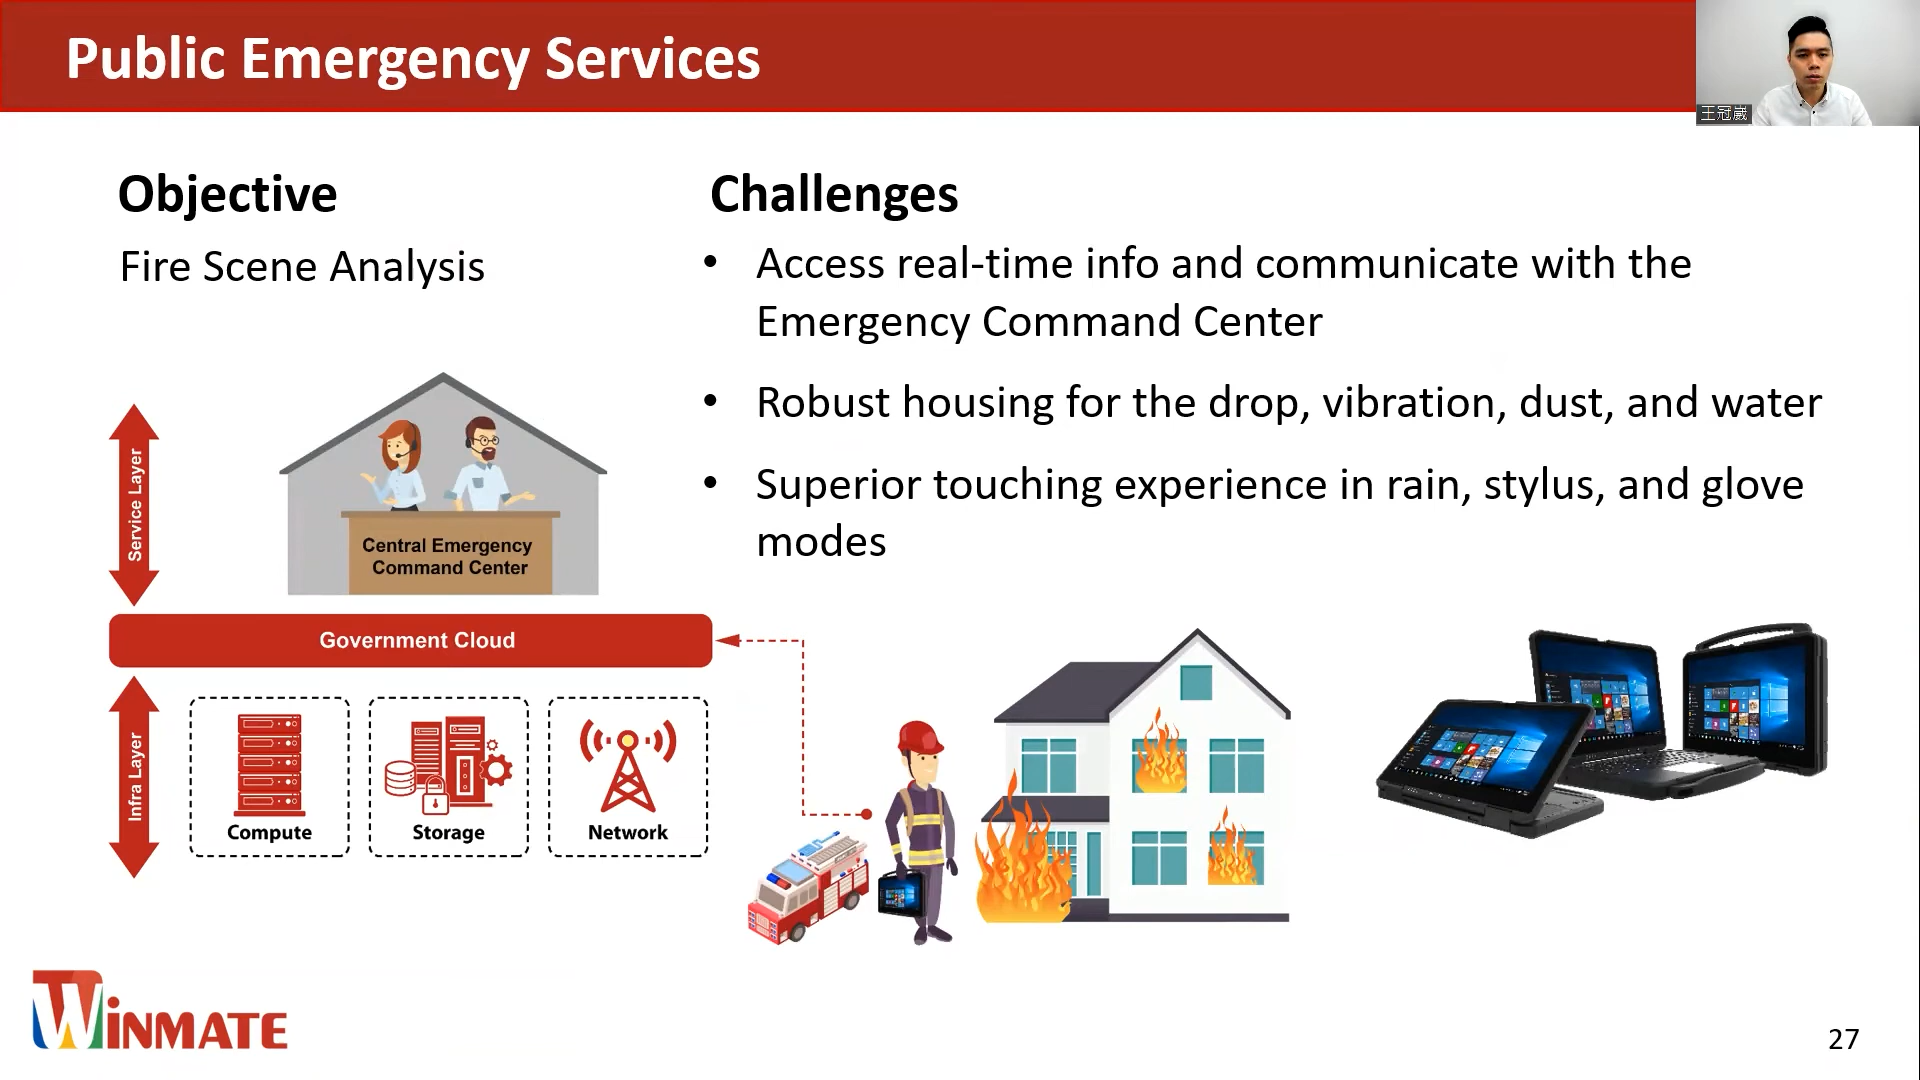 Public Emergency Services
王冠崴
Objective
Fire Scene Analysis
Challenges
• Access real-time info and communicate with the
Emergency Command Center
• Robust housing for the drop, vibration, dust, and water
• Superior touching experience in rain, stylus, and glove
modes
Service Layer
Central Emergency
Command Center
Government Cloud
Infra Layer
Compute
Storage
Network
WINMATE
27